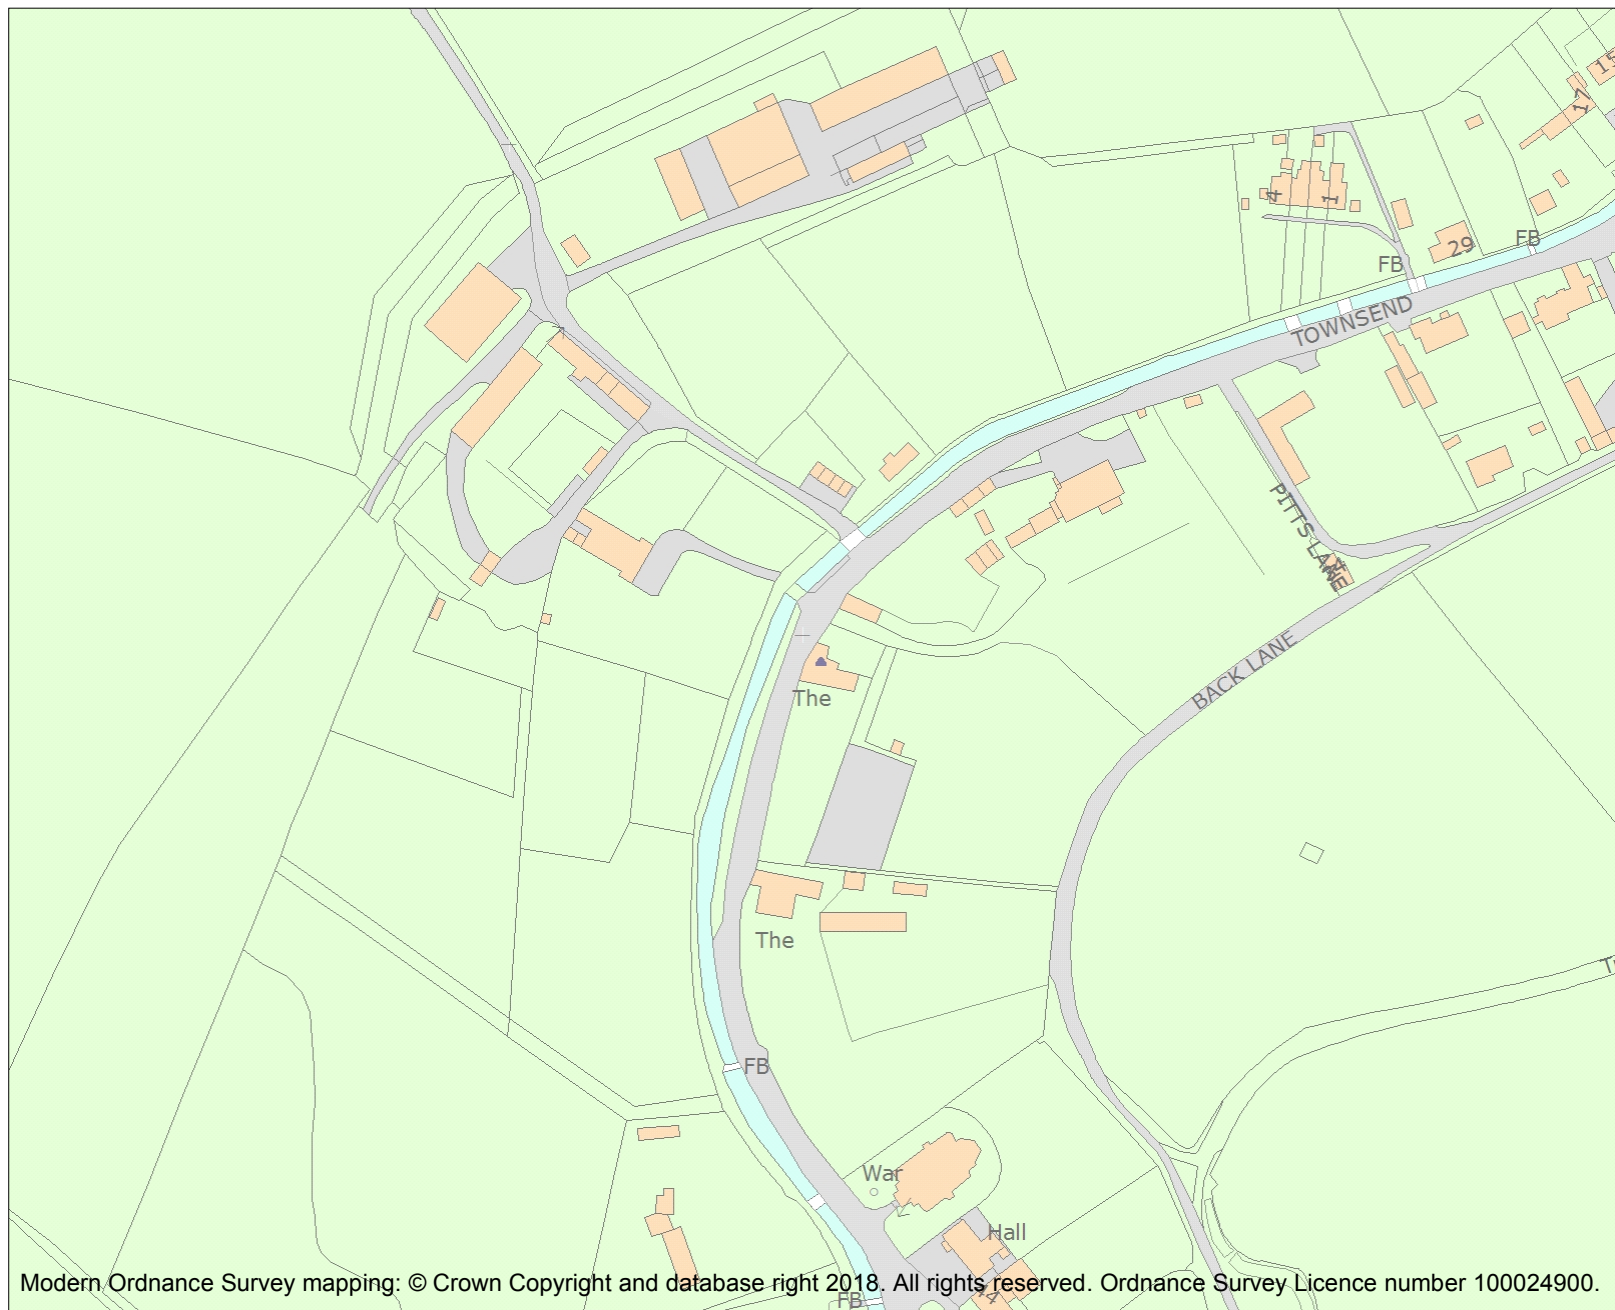 15
17
4
1
29
FB
FB
TOWNSEND
PITTS LANE
BACK LANE
The
The
FB
War
Hall
44
FB
Modern Ordnance Survey mapping: © Crown Copyright and database right 2018. All rights reserved. Ordnance Survey Licence number 100024900.